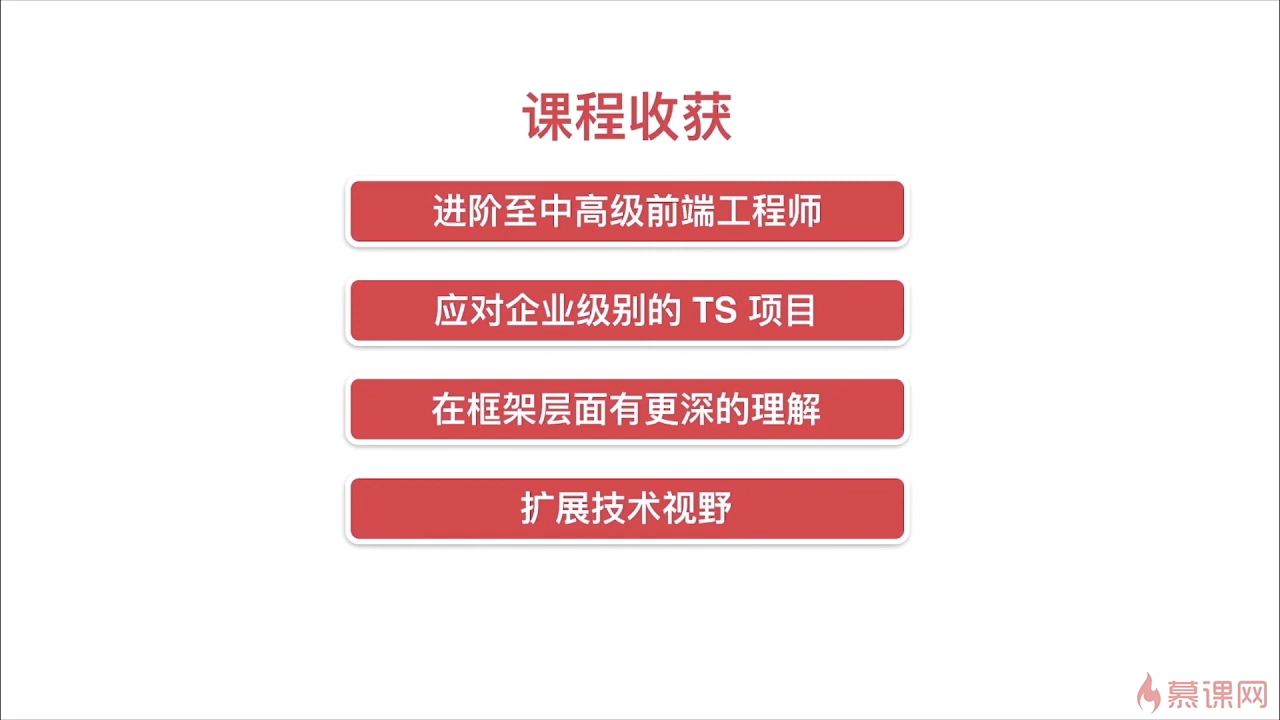 课程收获
进阶至中高级前端工程师
应对企业级别的 TS 项目
在框架层面有更深的理解
扩展技术视野
慕课网